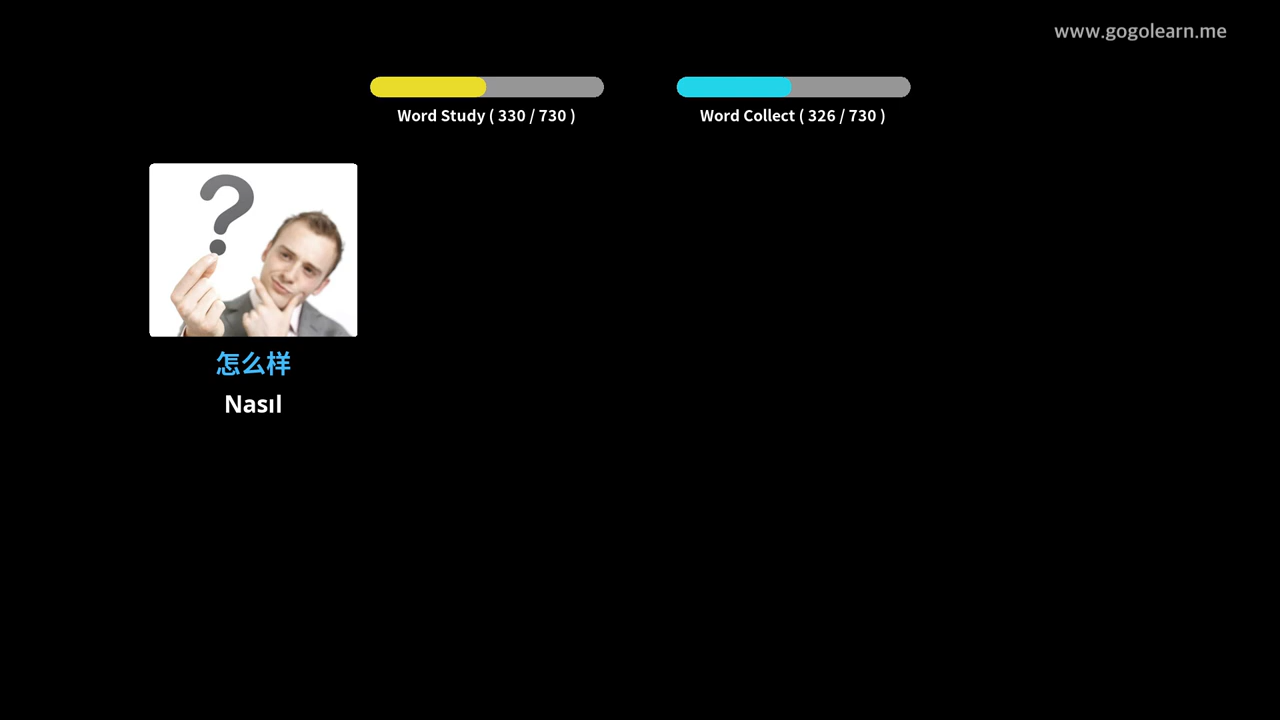 www.gogolearn.me
Word Study ( 330 / 730 )
Word Collect ( 326 / 730 )
?
怎么样
Nasıl